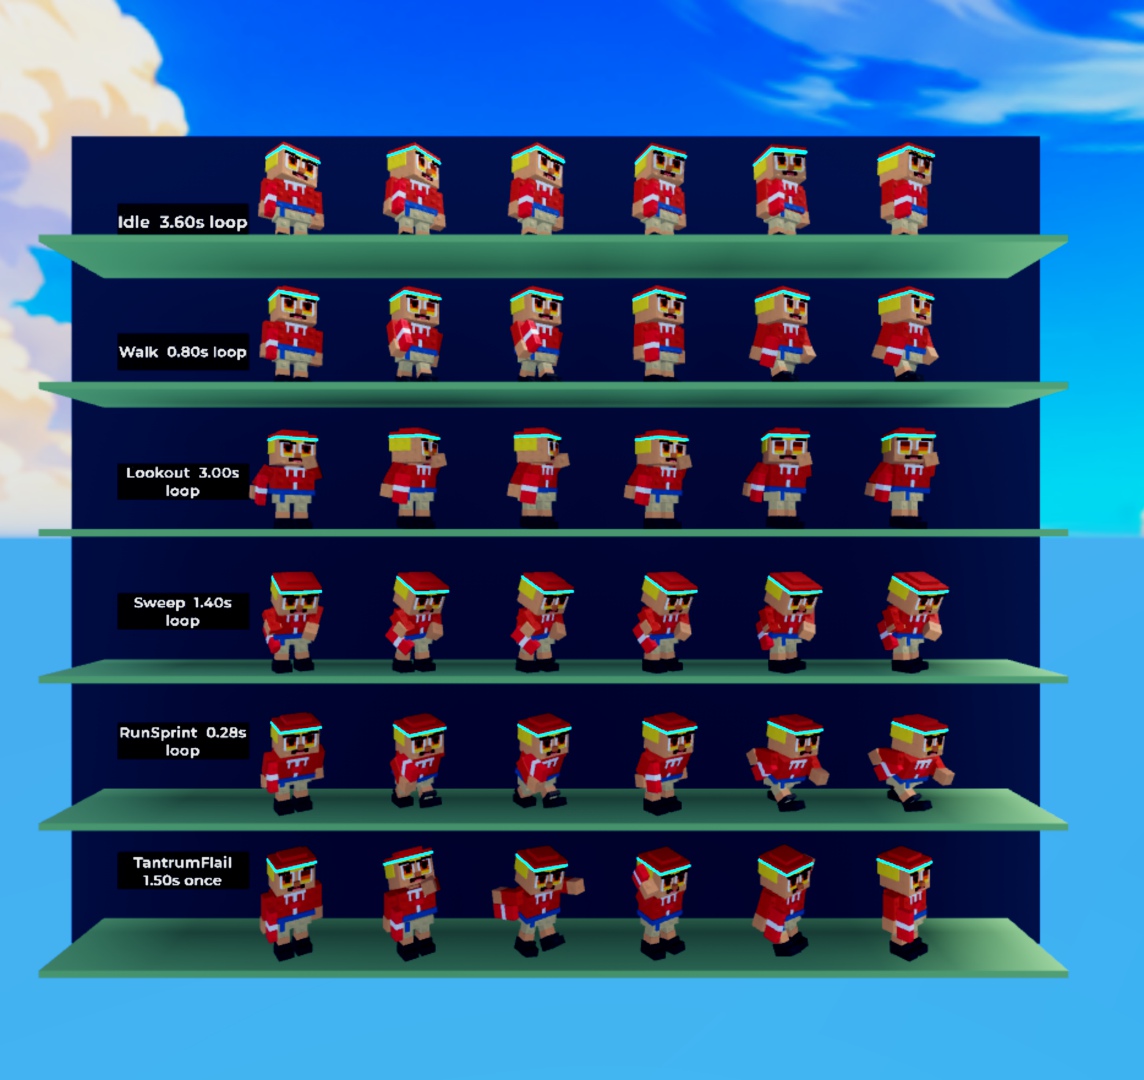 Idle 3.60s loop
Walk 0.80s loop
Lookout 3.00s
loop
Sweep 1.40s
loop
RunSprint 0.28s
loop
TantrumFlail
1.50s once